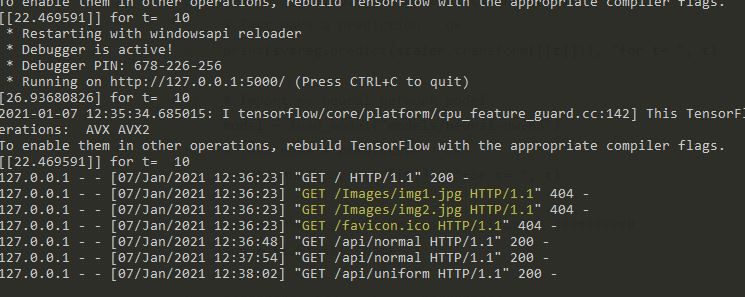 To enable them in other operations, rebuild TensorFlow with the appropriate compiler flags.
[[22.469591]] for t=  10
 * Restarting with windowsapi reloader
 * Debugger is active!
 * Debugger PIN: 678-226-256
 * Running on http://127.0.0.1:5000/ (Press CTRL+C to quit)
[26.93680826] for t=  10
2021-01-07 12:35:34.685015: I tensorflow/core/platform/cpu_feature_guard.cc:142] This TensorF
erations:  AVX AVX2
To enable them in other operations, rebuild TensorFlow with the appropriate compiler flags.
[[22.469591]] for t=  10
127.0.0.1 - - [07/Jan/2021 12:36:23] "GET / HTTP/1.1" 200 -
127.0.0.1 - - [07/Jan/2021 12:36:23] "GET /Images/img1.jpg HTTP/1.1" 404 -
127.0.0.1 - - [07/Jan/2021 12:36:23] "GET /Images/img2.jpg HTTP/1.1" 404 -
127.0.0.1 - - [07/Jan/2021 12:36:23] "GET /favicon.ico HTTP/1.1" 404 -
127.0.0.1 - - [07/Jan/2021 12:36:48] "GET /api/normal HTTP/1.1" 200 -
127.0.0.1 - - [07/Jan/2021 12:37:54] "GET /api/normal HTTP/1.1" 200 -
127.0.0.1 - - [07/Jan/2021 12:38:02] "GET /api/uniform HTTP/1.1" 200 -